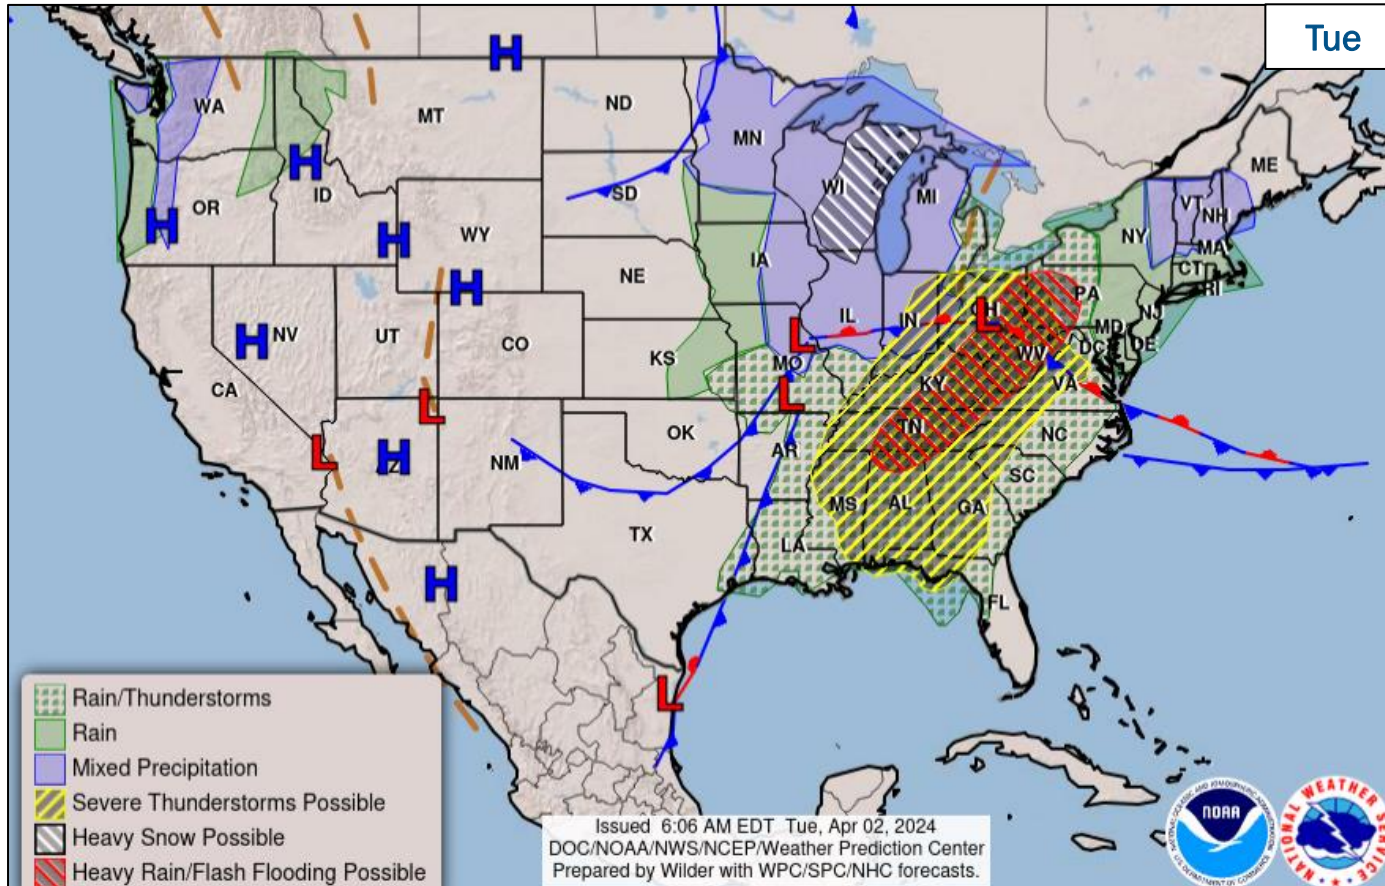 Tue
H
ND
WA
MT
MN
ME
H
WI
MI
VT
NH
ID
SD
OR
H
H
WY
NY
MA
CT
RI
IA
NE
H
PA
NJ
IL
IN
OH
L
MD
DE
DC
H
NV
UT
CO
L
WV
KS
MO
KY
VA
CA
L
L
TN
NC
OK
AR
L
H
AZ
NM
SC
MS
AL
GA
TX
LA
H
FL
L
Rain/Thunderstorms
Rain
Mixed Precipitation
Severe Thunderstorms Possible
Heavy Snow Possible
Heavy Rain/Flash Flooding Possible
Issued 6:06 AM EDT Tue, Apr 02, 2024
DOC/NOAA/NWS/NCEP/Weather Prediction Center
Prepared by Wilder with WPC/SPC/NHC forecasts.
NOAA
NATIONAL WEATHER SERVICE